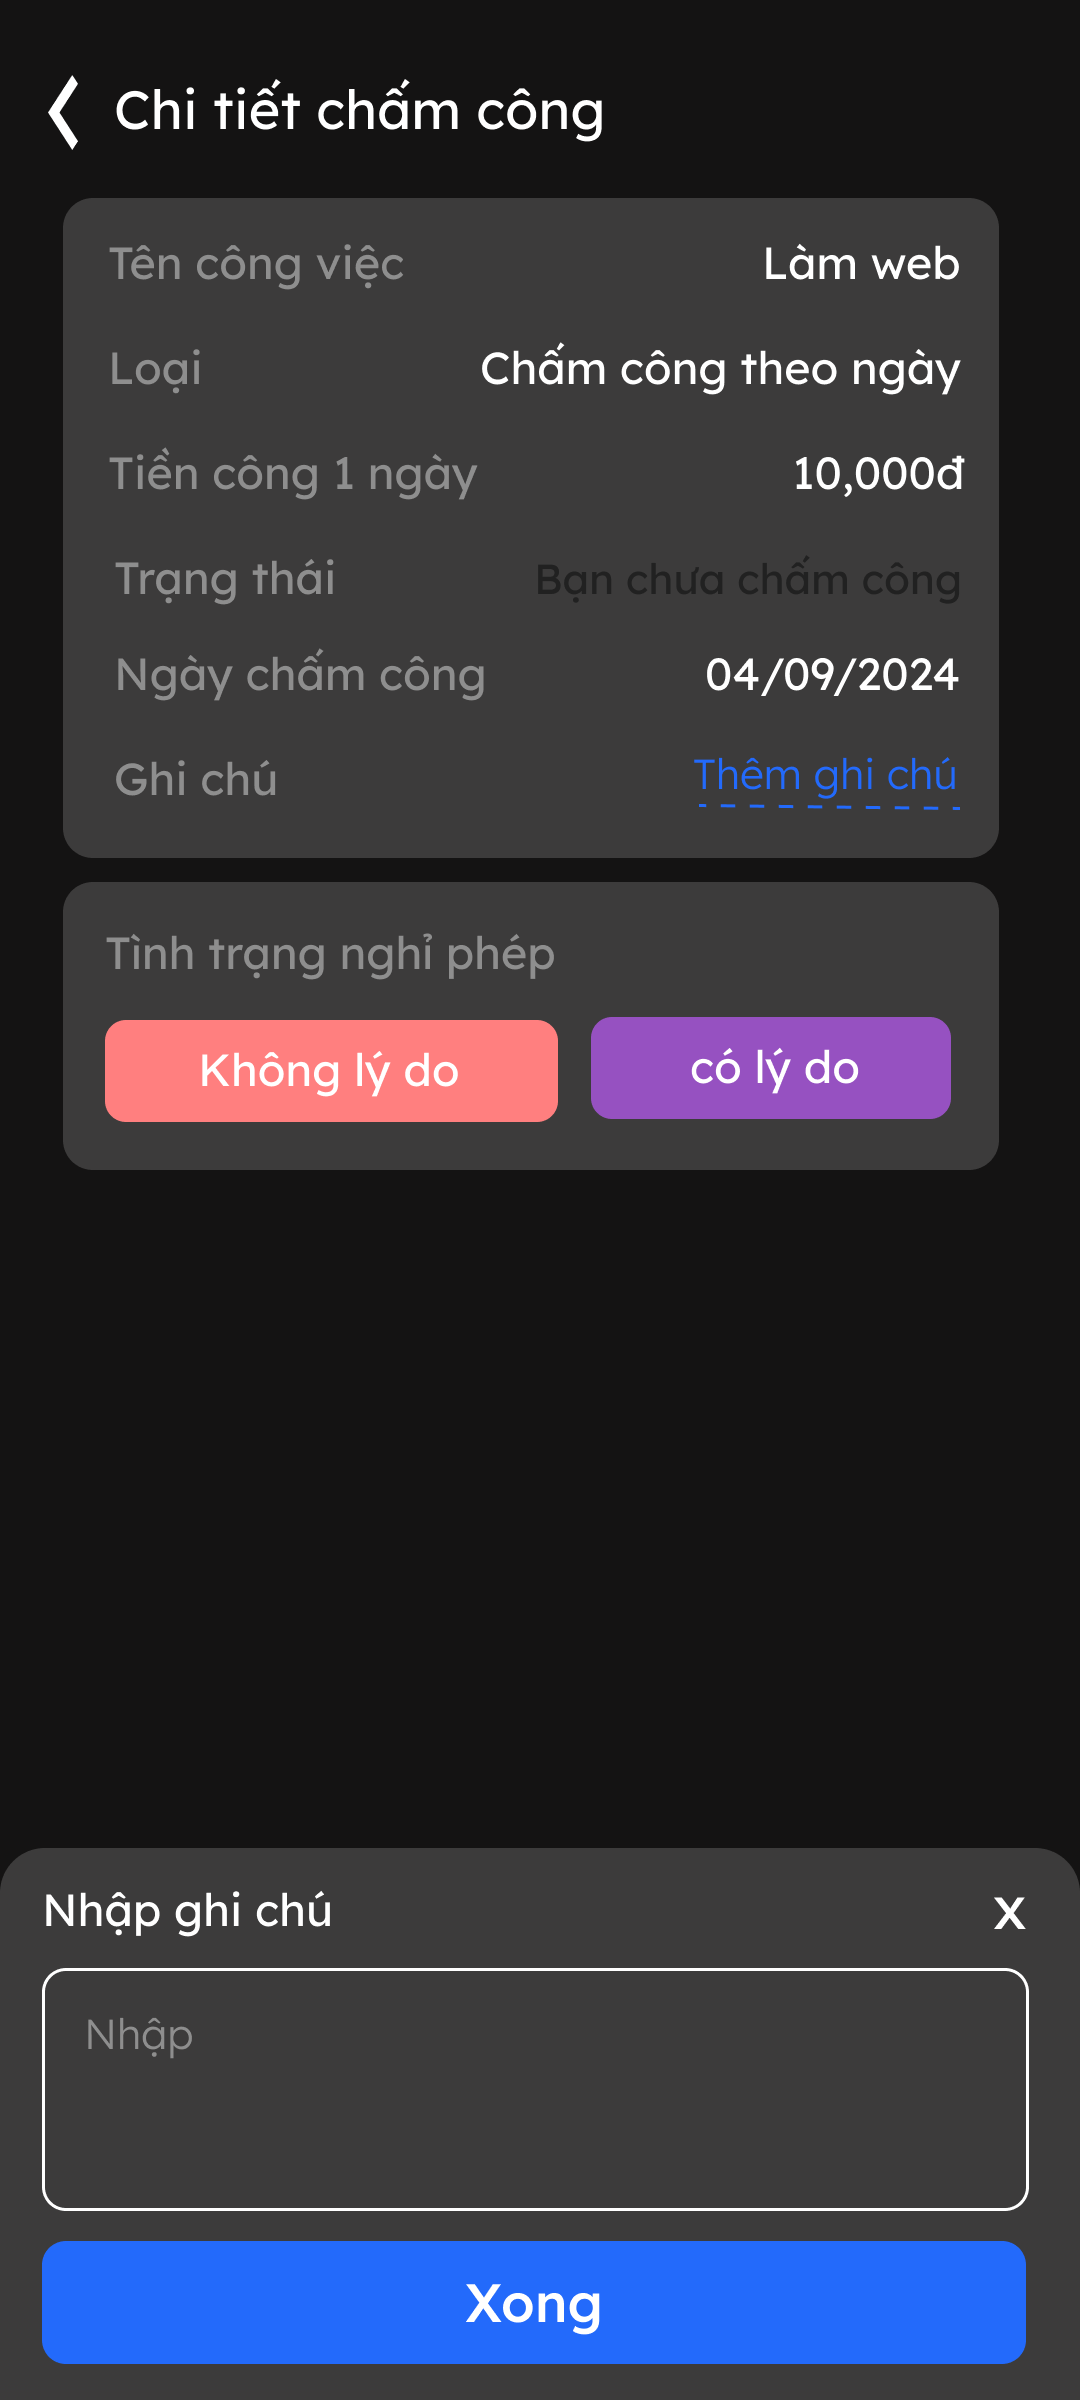 Chi tiết chấm công
Tên công việc Làm web
Loại Chấm công theo ngày
Tiền công 1 ngày 10,000đ
Trạng thái Bạn chưa chấm công
Ngày chấm công 04/09/2024
Ghi chú Thêm ghi chú
Tình trạng nghỉ phép
Không lý do có lý do
Nhập ghi chú X
Nhập
Xong